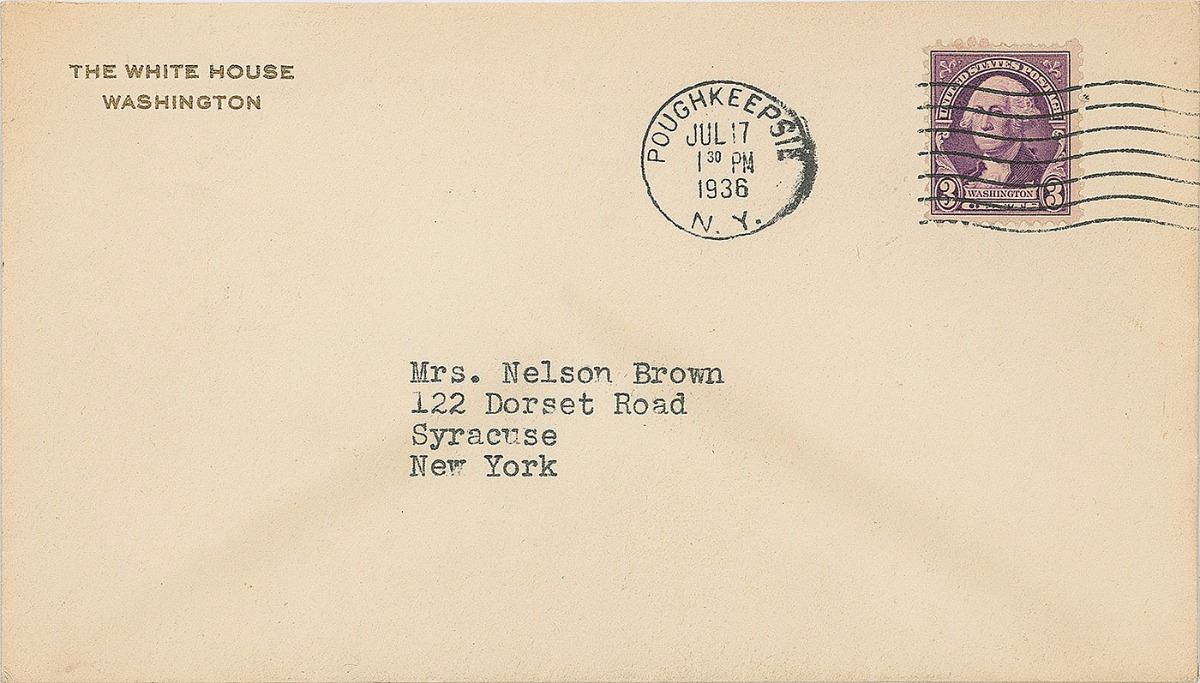 THE WHITE HOUSE
WASHINGTON
POUGHKEEPSIE
JUL 17
1 30 PM
1936
N. Y.
UNITED STATES POSTAGE
3 WASHINGTON 3
Mrs. Nelson Brown
122 Dorset Road
Syracuse
New York